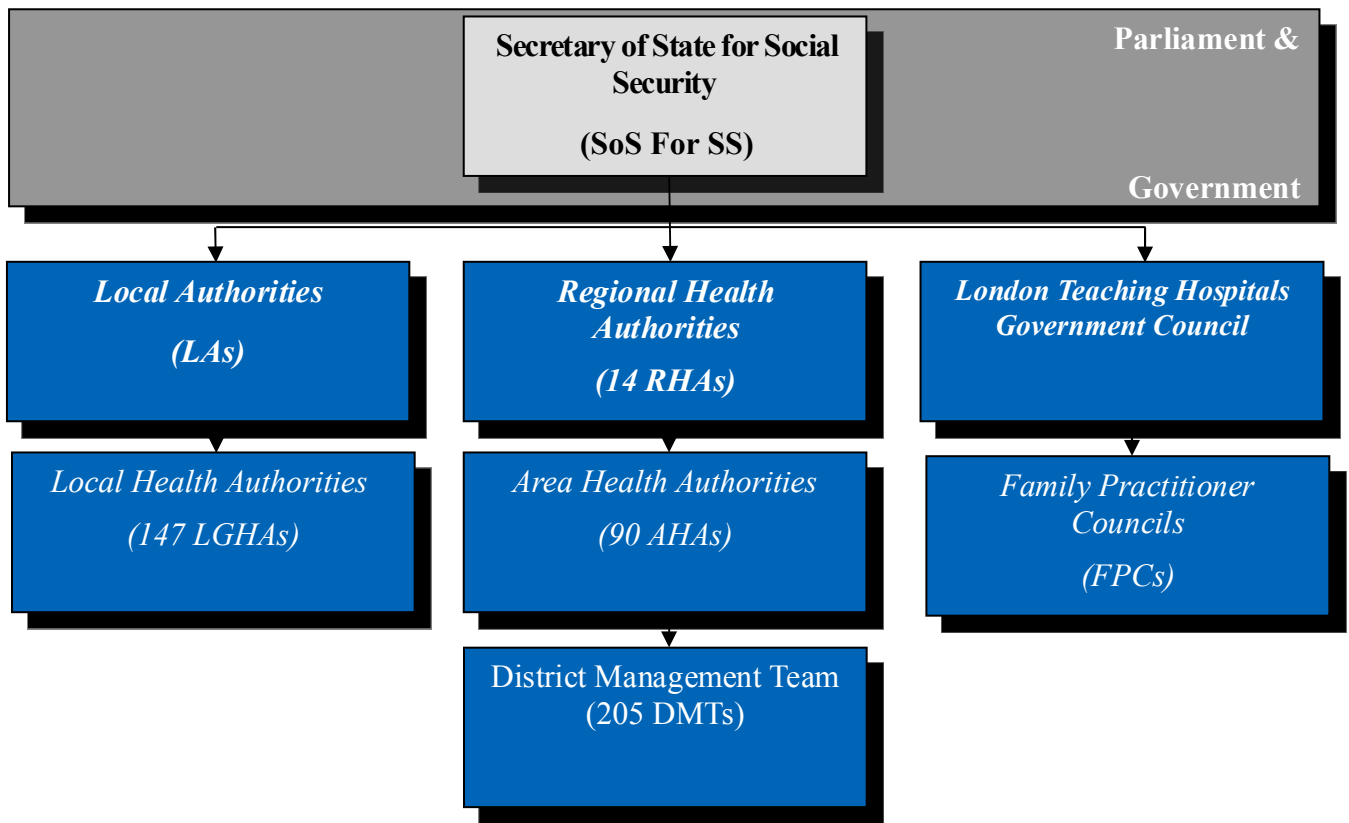 Secretary of State for Social
Security
(SoS For SS)
Parliament &
Government
Local Authorities
(LAs)
Regional Health
Authorities
(14 RHAs)
London Teaching Hospitals
Government Council
Local Health Authorities
(147 LGHAs)
Area Health Authorities
(90 AHAs)
Family Practitioner
Councils
(FPCs)
District Management Team
(205 DMTs)